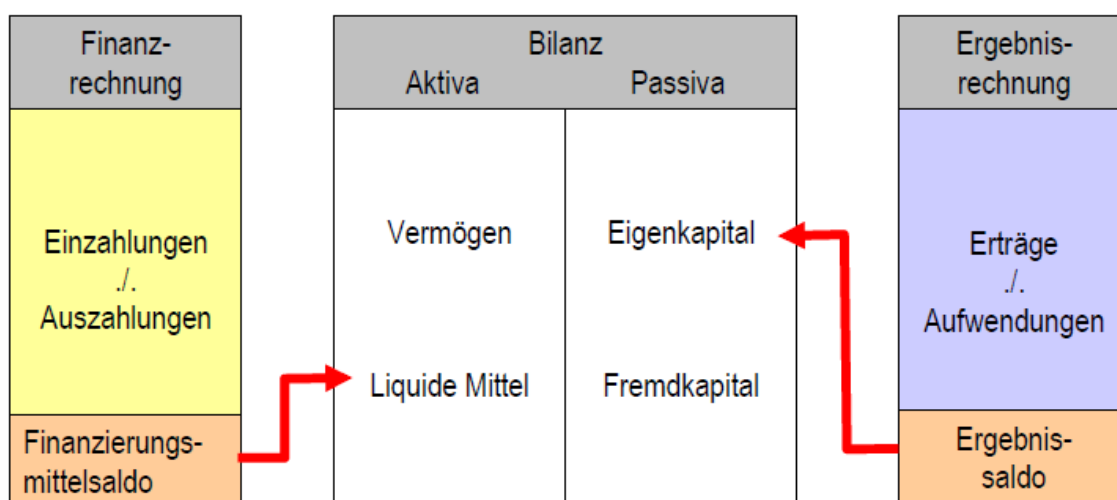 Finanz-
rechnung
Einzahlungen
./.
Auszahlungen
Finanzierungs-
mittelsaldo
Bilanz
Aktiva Passiva
Vermögen Eigenkapital
Liquide Mittel Fremdkapital
Ergebnis-
rechnung
Erträge
./.
Aufwendungen
Ergebnis-
saldo